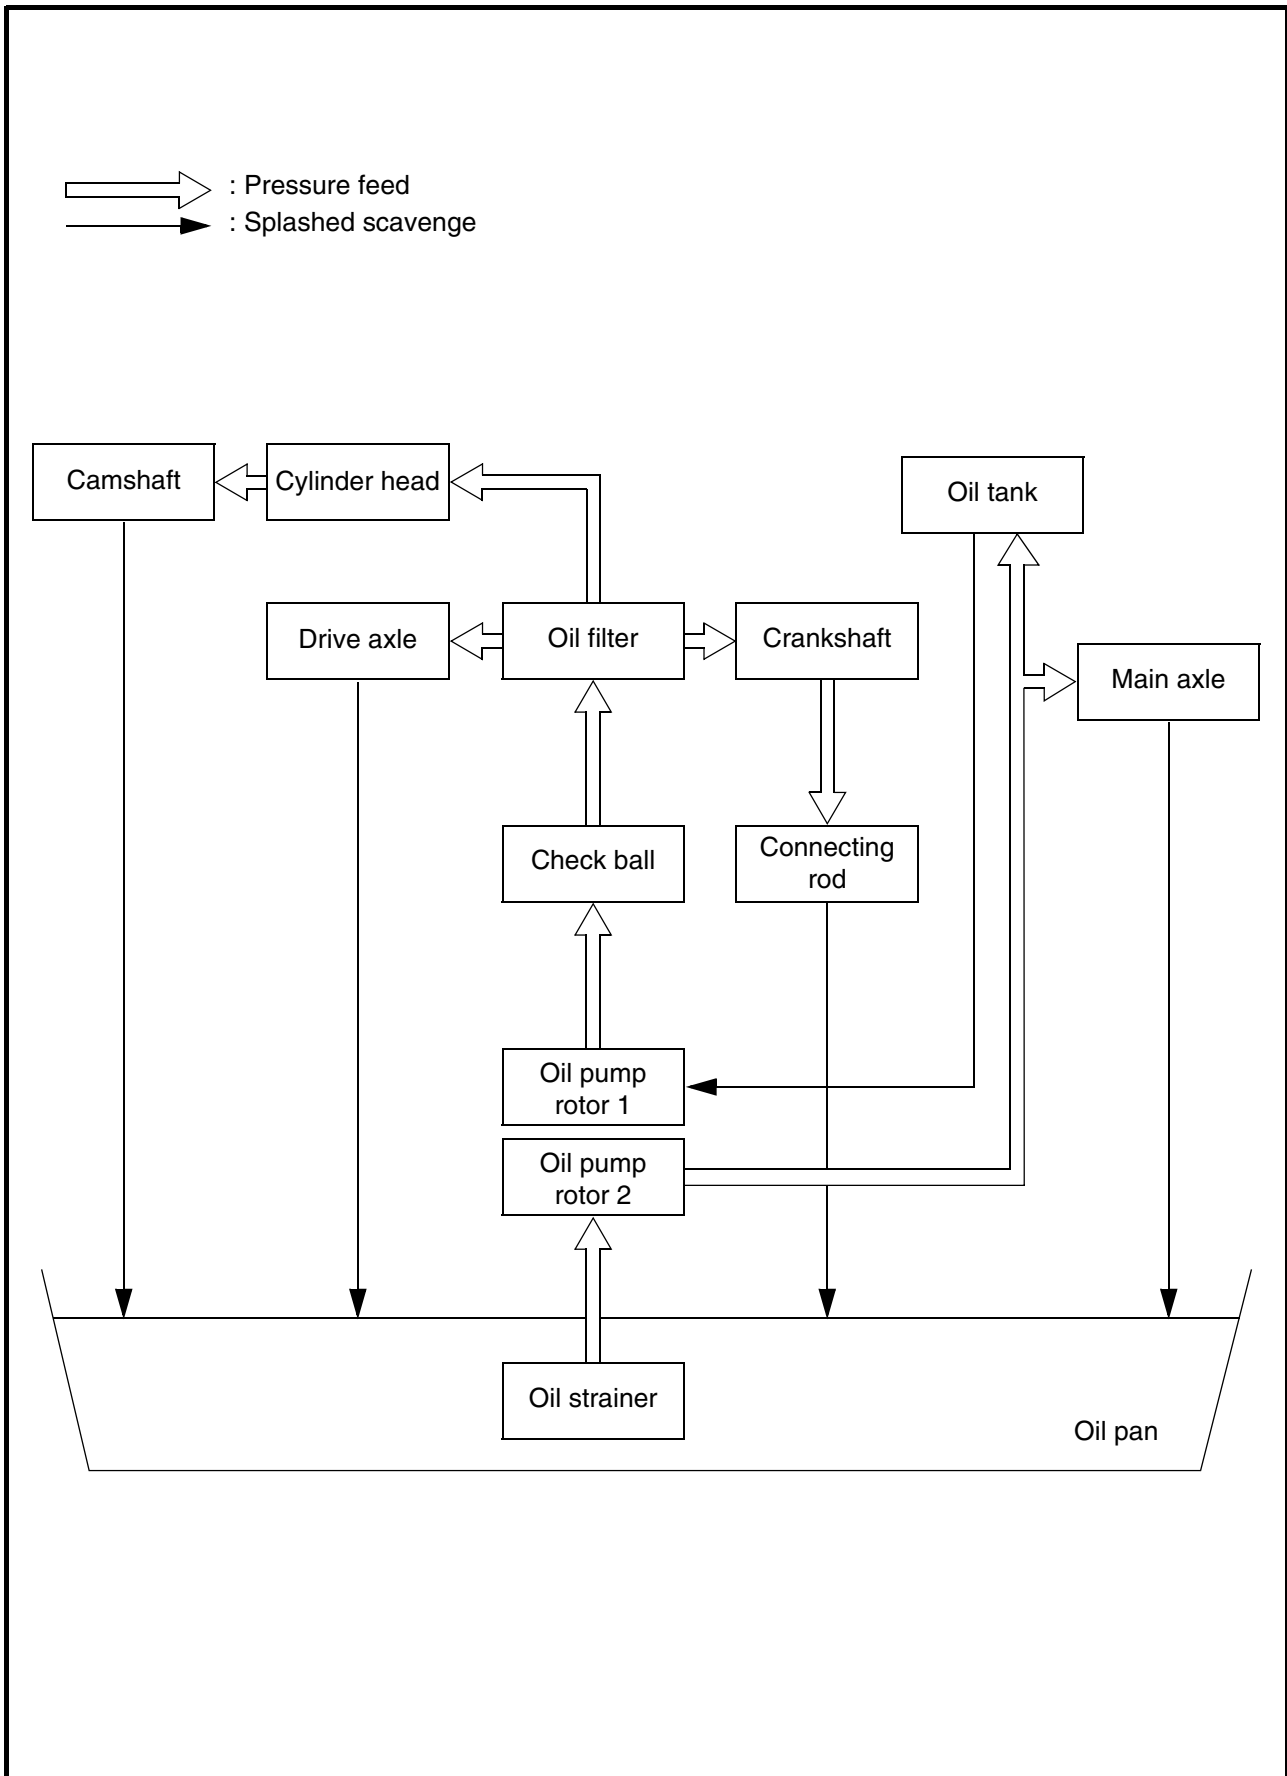 : Pressure feed
: Splashed scavenge
Camshaft
Cylinder head
Oil tank
Drive axle
Oil filter
Crankshaft
Main axle
Check ball
Connecting
rod
Oil pump
rotor 1
Oil pump
rotor 2
Oil strainer
Oil pan